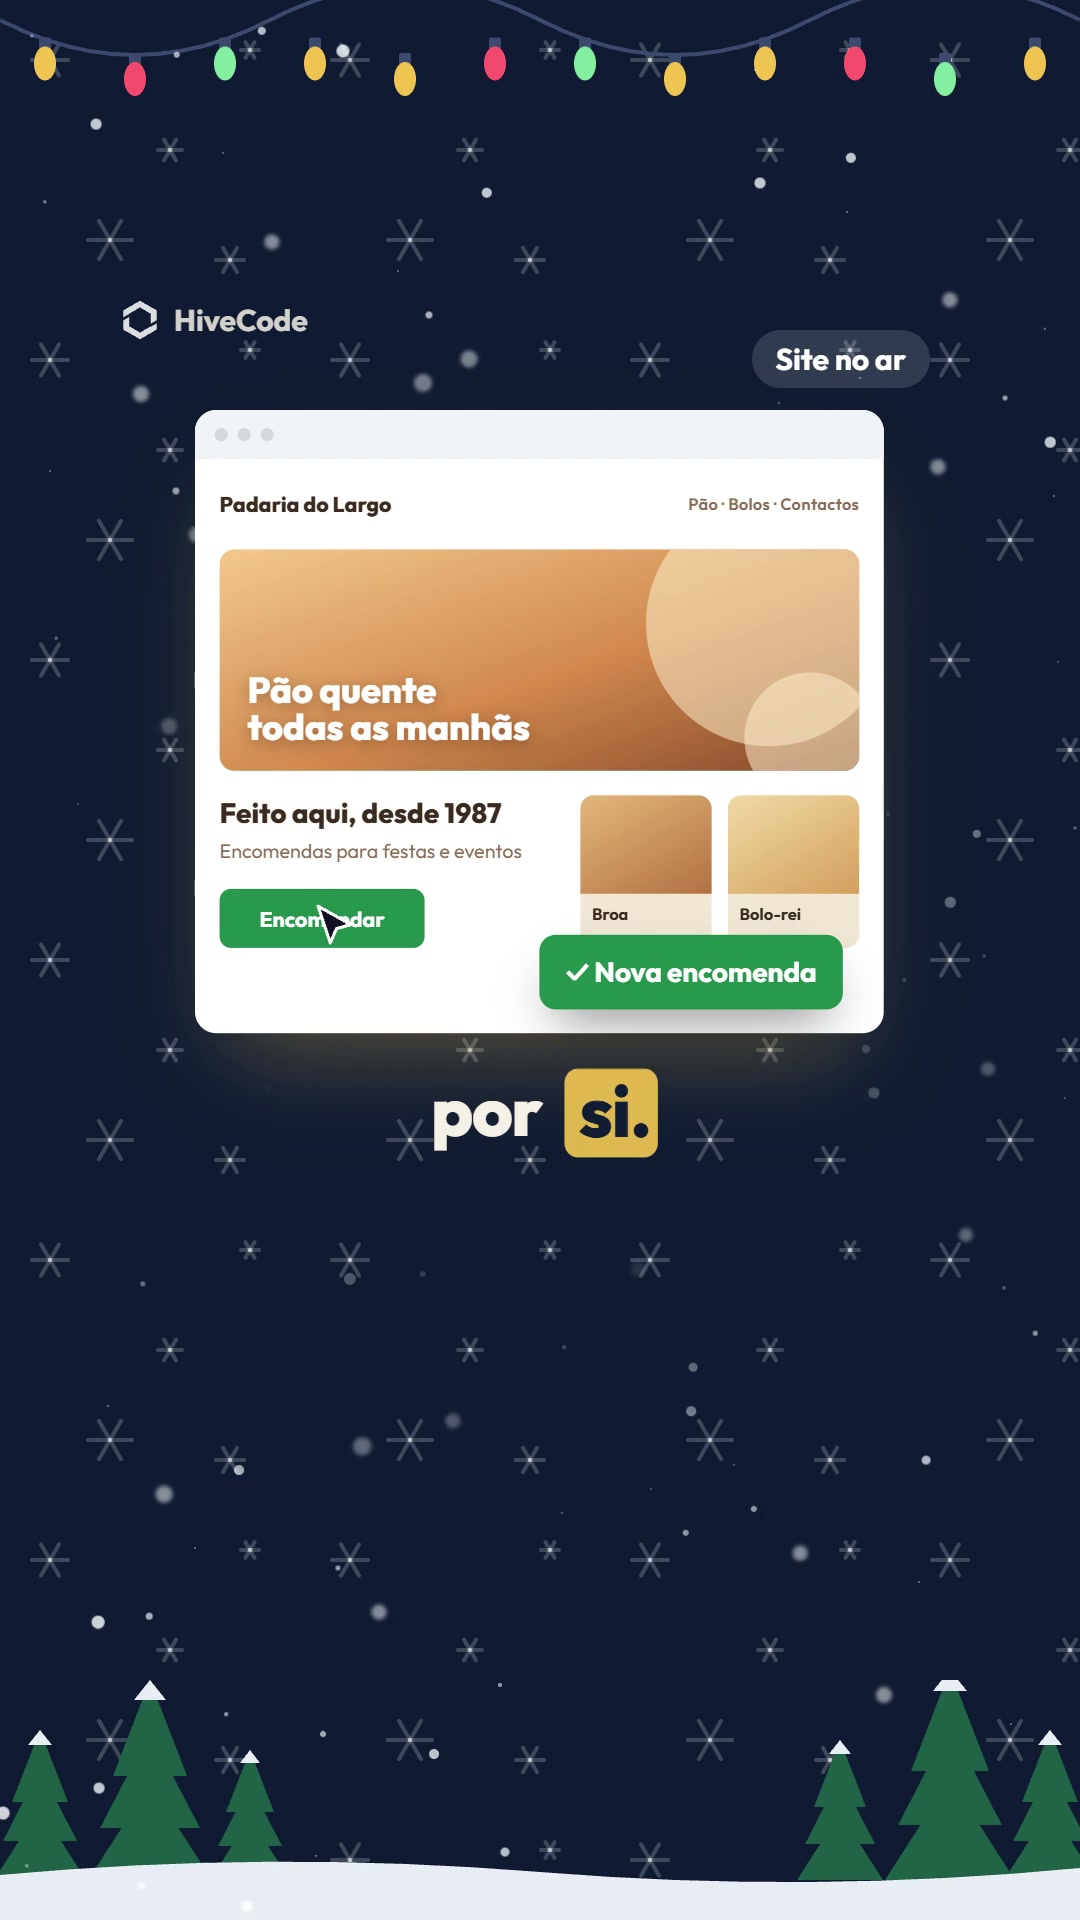 HiveCode
Site no ar
Padaria do Largo
Pão · Bolos · Contactos
Pão quente
todas as manhãs
Feito aqui, desde 1987
Encomendas para festas e eventos
Encomendar
Broa
Bolo-rei
✓ Nova encomenda
por si.